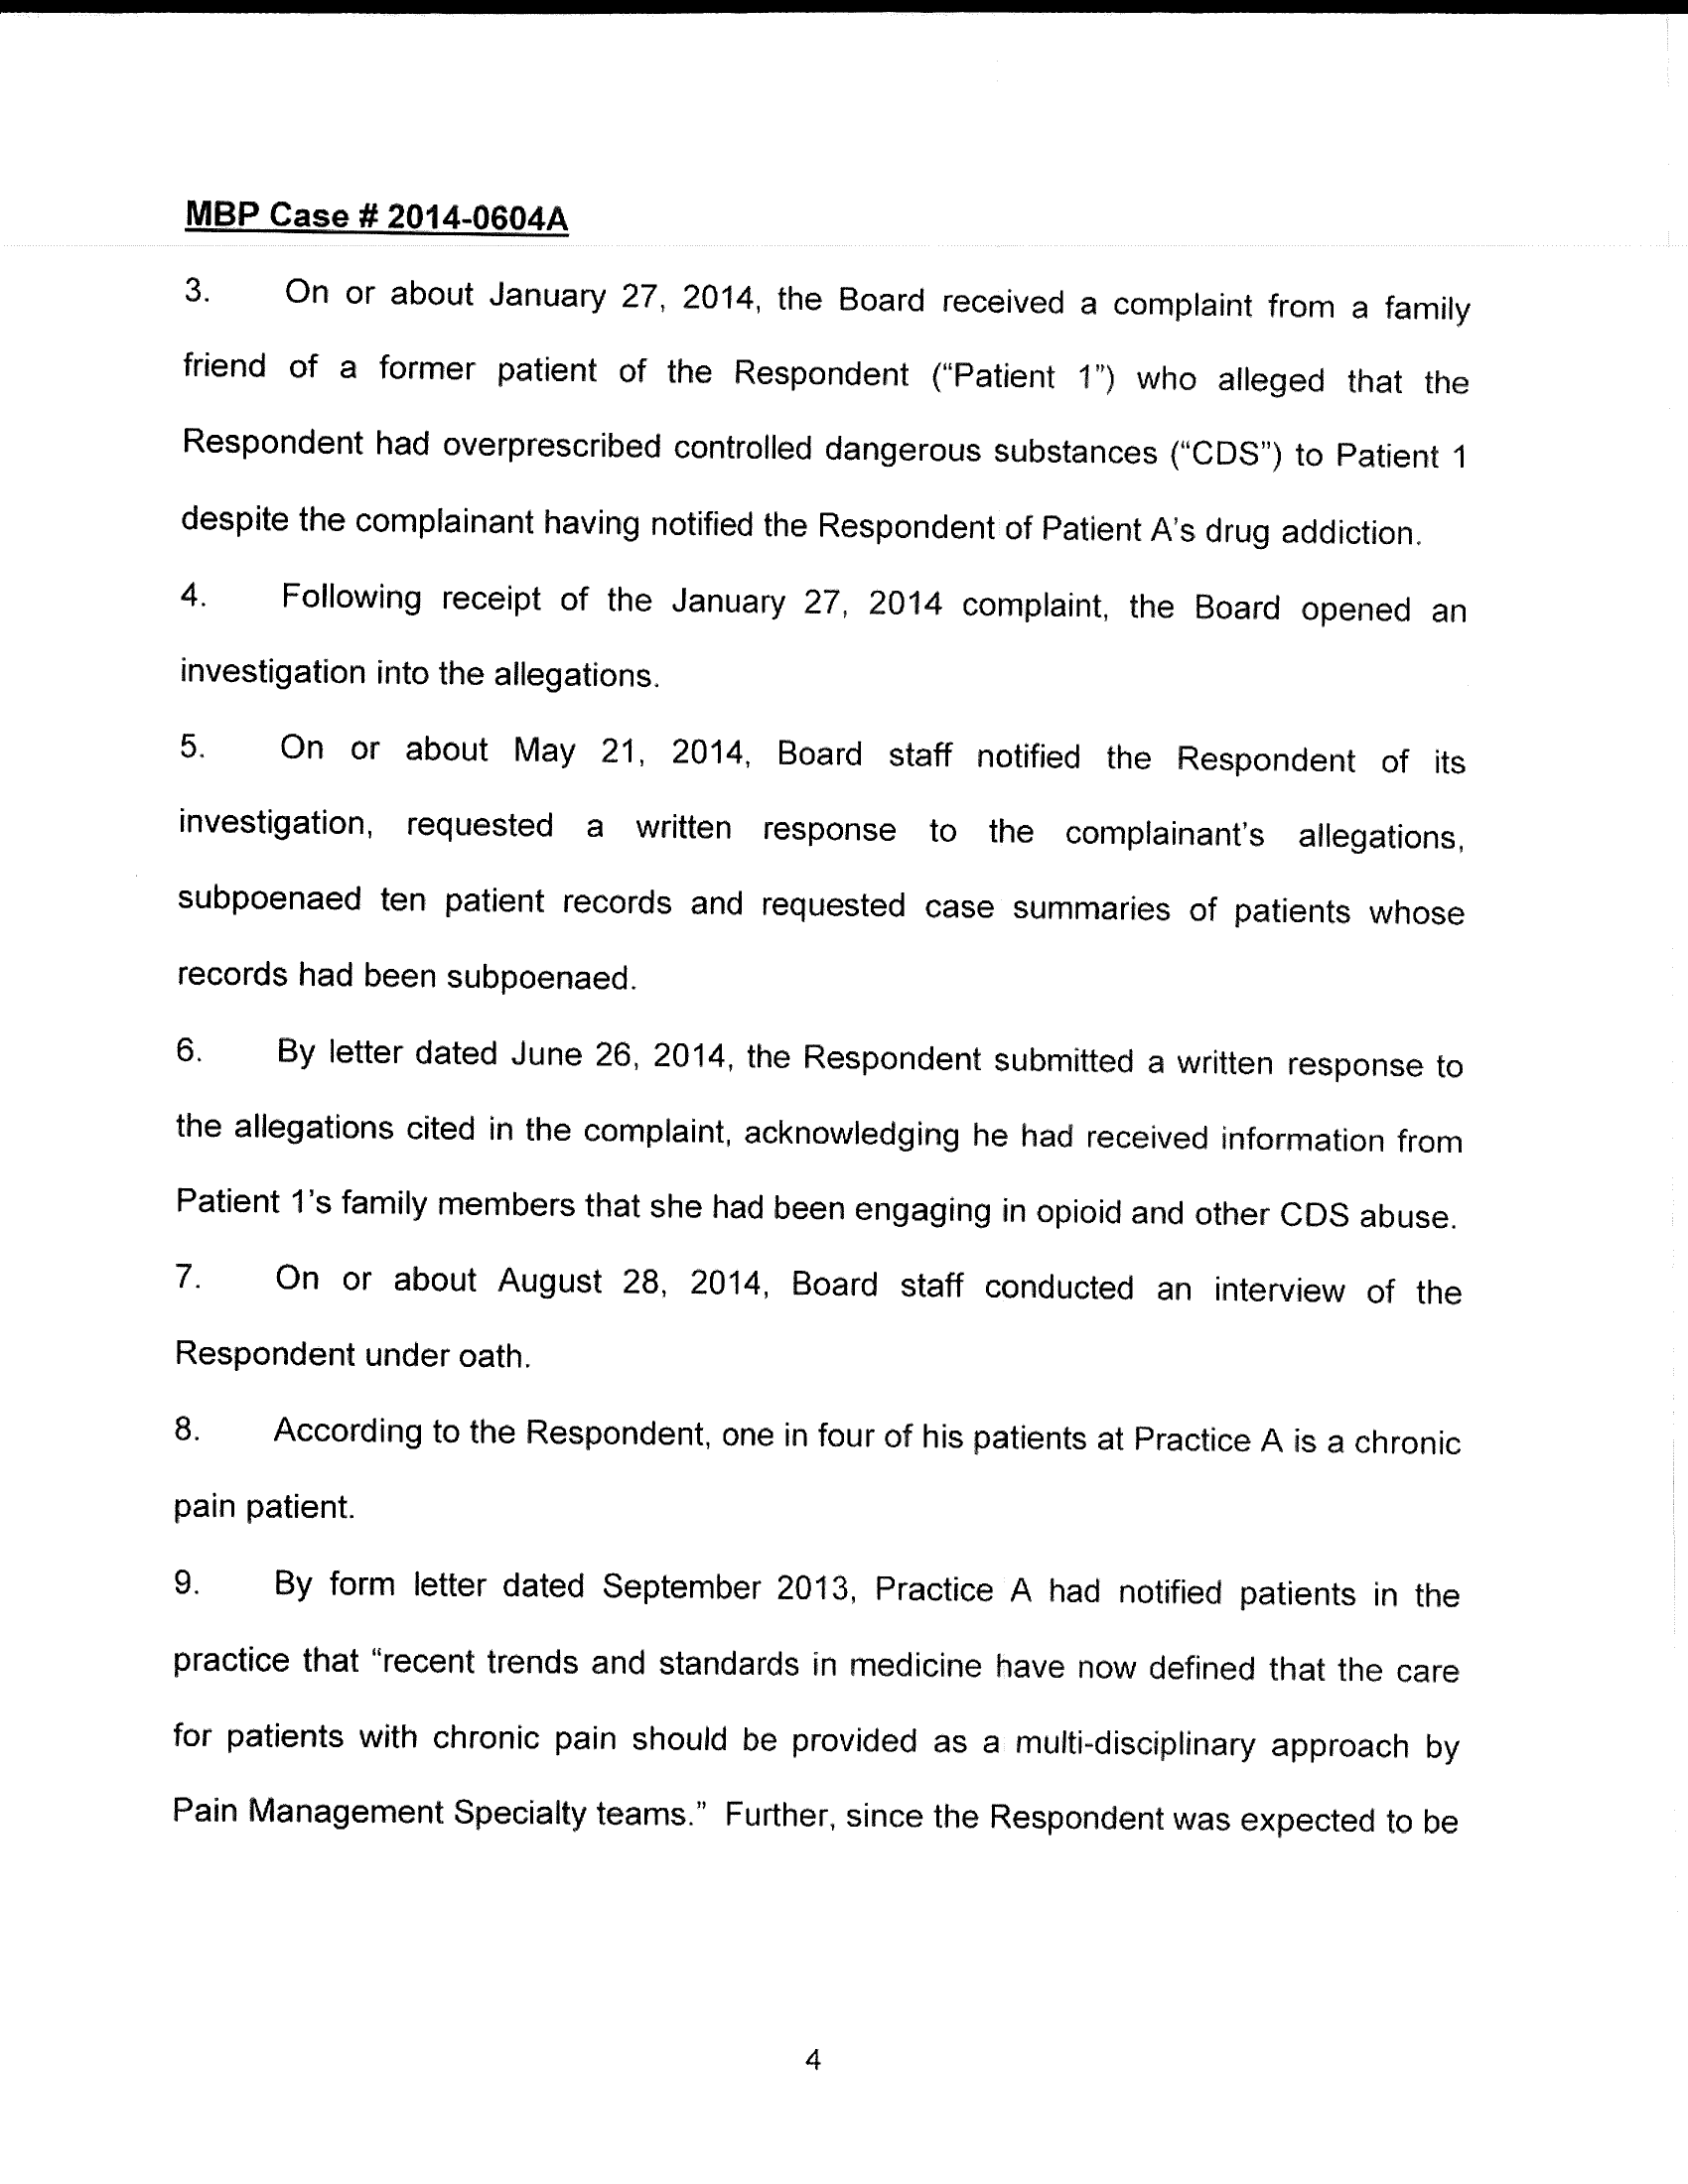 MBP Case # 2014-0604A
3. On or about January 27, 2014, the Board received a complaint from a family
friend of a former patient of the Respondent (“Patient 1”) who alleged that the
Respondent had overprescribed controlled dangerous substances (“CDS”) to Patient 1
despite the complainant having notified the Respondent of Patient A’s drug addiction.
4. Following receipt of the January 27, 2014 complaint, the Board opened an
investigation into the allegations.
5. On or about May 21, 2014, Board staff notified the Respondent of its
investigation, requested a written response to the complainant’s allegations,
subpoenaed ten patient records and requested case summaries of patients whose
records had been subpoenaed.
6. By letter dated June 26, 2014, the Respondent submitted a written response to
the allegations cited in the complaint, acknowledging he had received information from
Patient 1’s family members that she had been engaging in opioid and other CDS abuse.
7. On or about August 28, 2014, Board staff conducted an interview of the
Respondent under oath.
8. According to the Respondent, one in four of his patients at Practice A is a chronic
pain patient.
9. By form letter dated September 2013, Practice A had notified patients in the
practice that “recent trends and standards in medicine have now defined that the care
for patients with chronic pain should be provided as a multi-disciplinary approach by
Pain Management Specialty teams.” Further, since the Respondent was expected to be
4